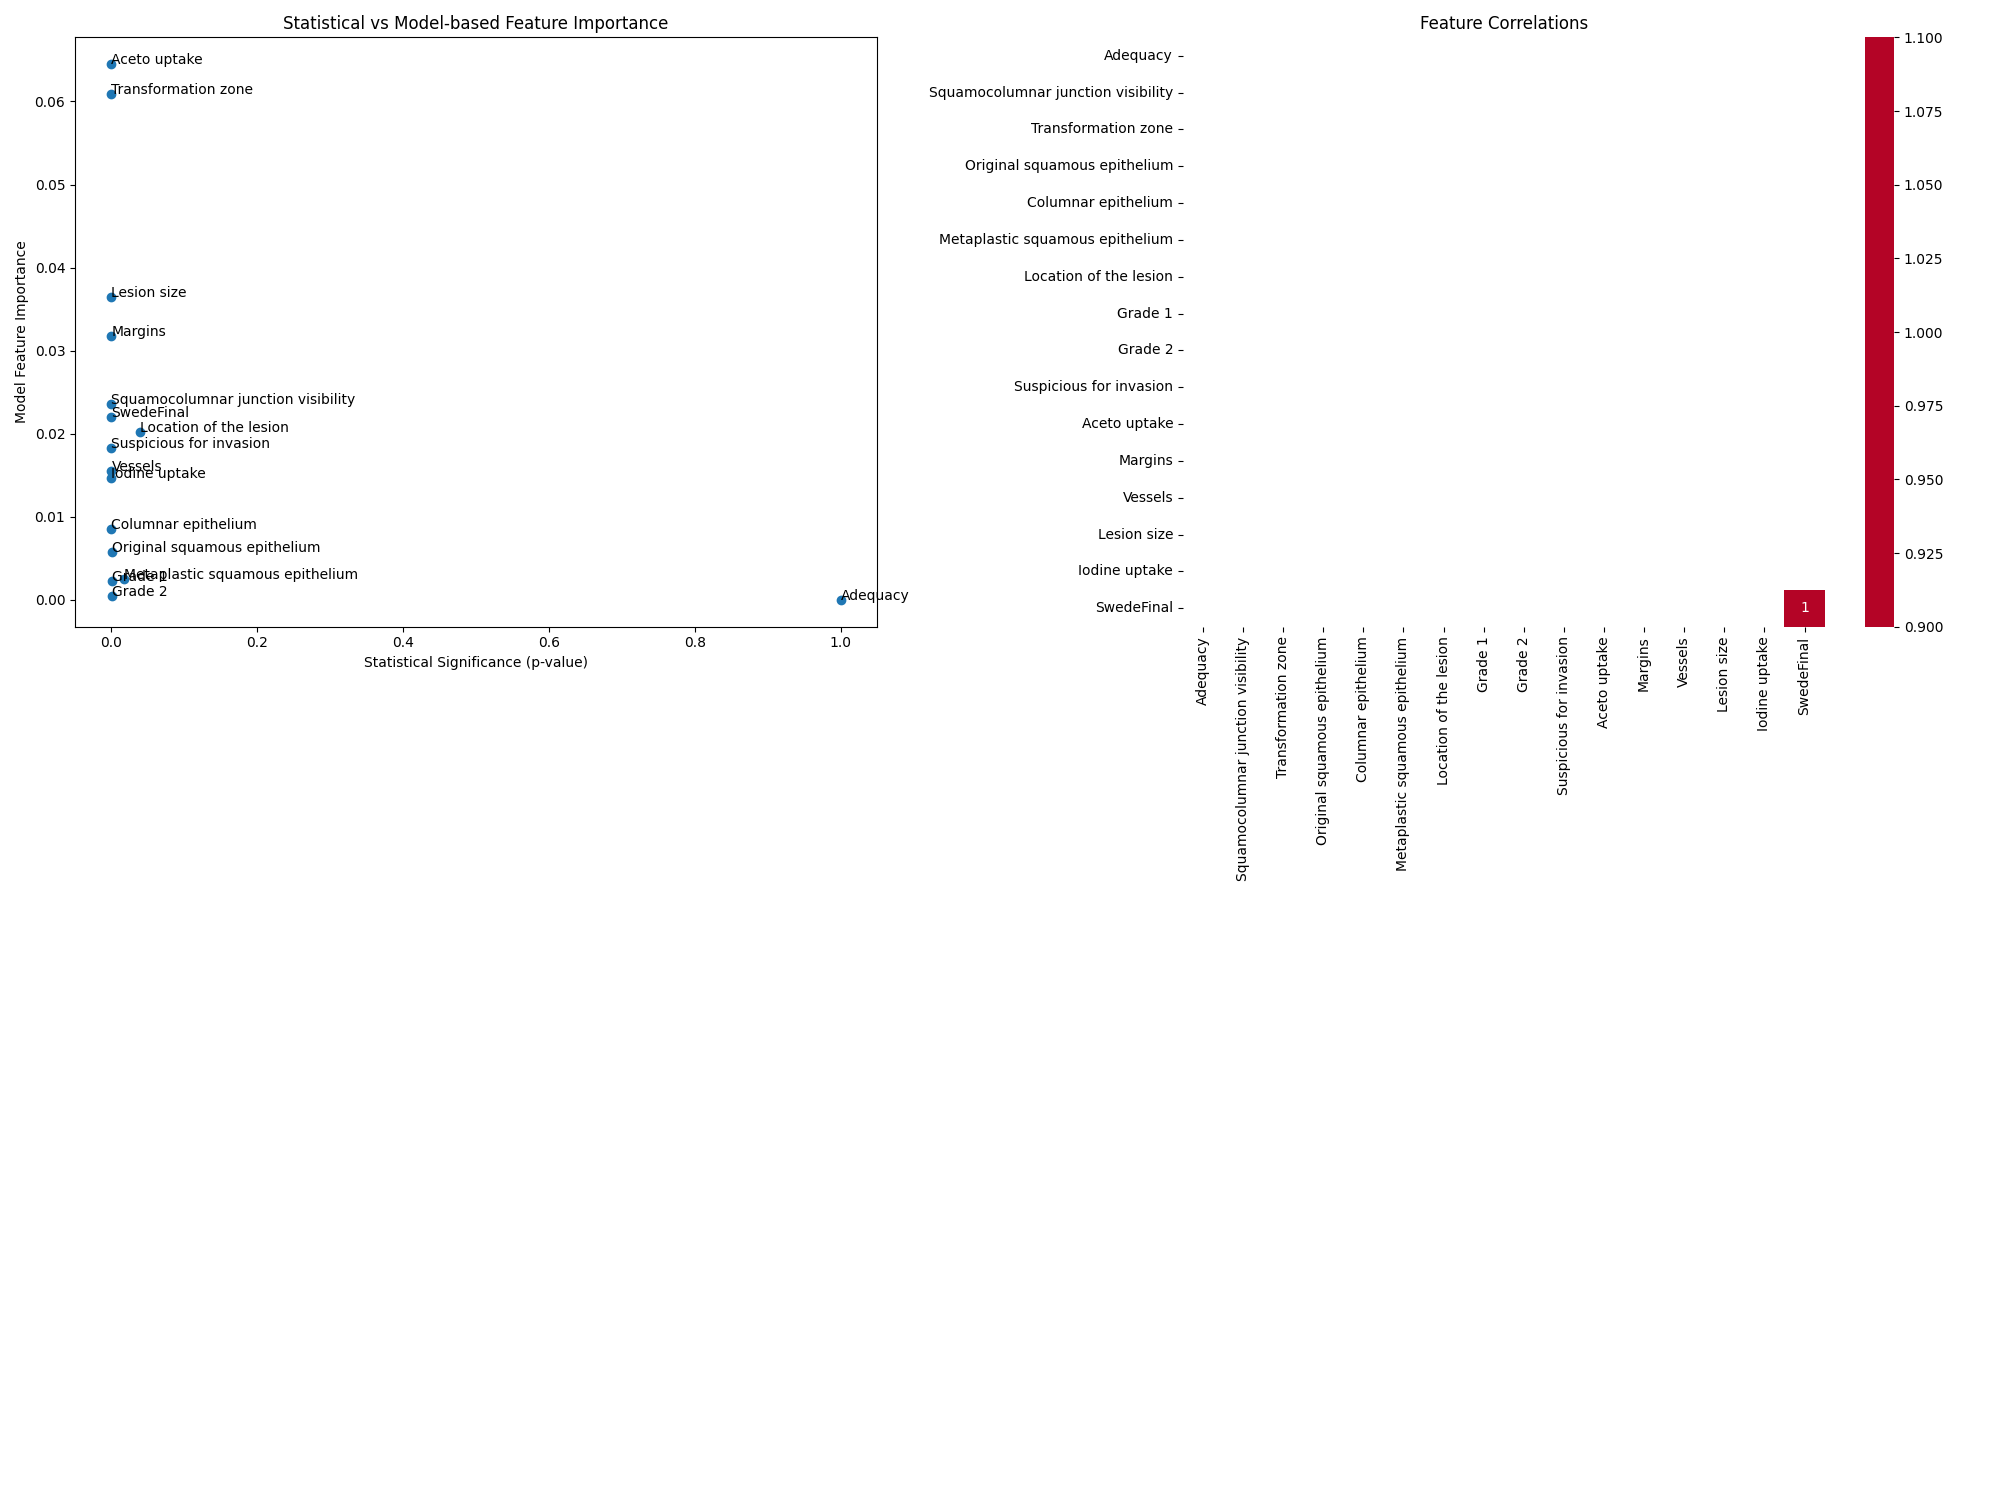 Statistical vs Model-based Feature Importance
Model Feature Importance
0.06
0.05
0.04
0.03
0.02
0.01
0.00
Aceto uptake
Transformation zone
Lesion size
Margins
Squamocolumnar junction visibility
SwedeFinal
Location of the lesion
Suspicious for invasion
Vessels
Iodine uptake
Columnar epithelium
Original squamous epithelium
Metaplastic squamous epithelium
Grade 1
Grade 2
Adequacy
0.0 0.2 0.4 0.6 0.8 1.0
Statistical Significance (p-value)
Feature Correlations
Adequacy
Squamocolumnar junction visibility
Transformation zone
Original squamous epithelium
Columnar epithelium
Metaplastic squamous epithelium
Location of the lesion
Grade 1
Grade 2
Suspicious for invasion
Aceto uptake
Margins
Vessels
Lesion size
Iodine uptake
SwedeFinal
1
Adequacy
Squamocolumnar junction visibility
Transformation zone
Original squamous epithelium
Columnar epithelium
Metaplastic squamous epithelium
Location of the lesion
Grade 1
Grade 2
Suspicious for invasion
Aceto uptake
Margins
Vessels
Lesion size
Iodine uptake
SwedeFinal
1.100
1.075
1.050
1.025
1.000
0.975
0.950
0.925
0.900